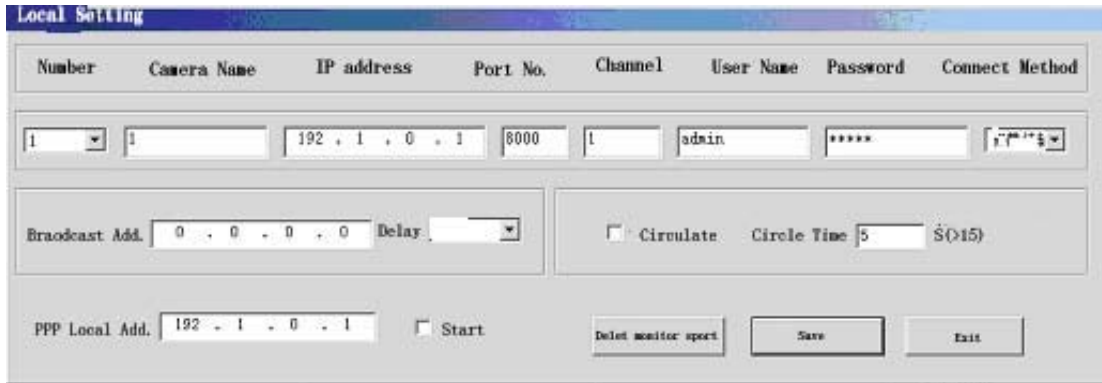 Local Setting
Number Camera Name IP address Port No. Channel User Name Password Connect Method
1 1 192 . 1 . 0 . 1 8000 1 admin *****
Braodcast Add. 0 . 0 . 0 . 0 Delay Circulate Circle Time 5 S(>15)
PPP Local Add. 192 . 1 . 0 . 1 Start Delet monitor sport Save Exit